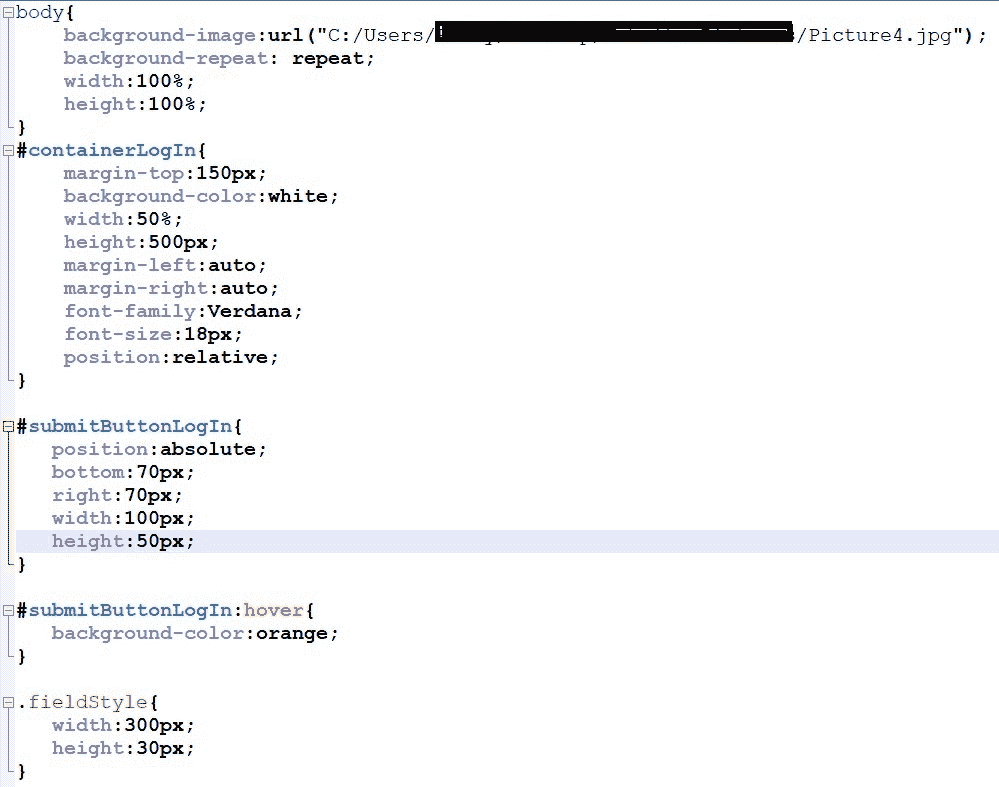 body{
background-image:url("C:/Users/ /Picture4.jpg");
background-repeat: repeat;
width:100%;
height:100%;
}
#containerLogIn{
margin-top:150px;
background-color:white;
width:50%;
height:500px;
margin-left:auto;
margin-right:auto;
font-family:Verdana;
font-size:18px;
position:relative;
}
#submitButtonLogIn{
position:absolute;
bottom:70px;
right:70px;
width:100px;
height:50px;
}
#submitButtonLogIn:hover{
background-color:orange;
}
.fieldStyle{
width:300px;
height:30px;
}